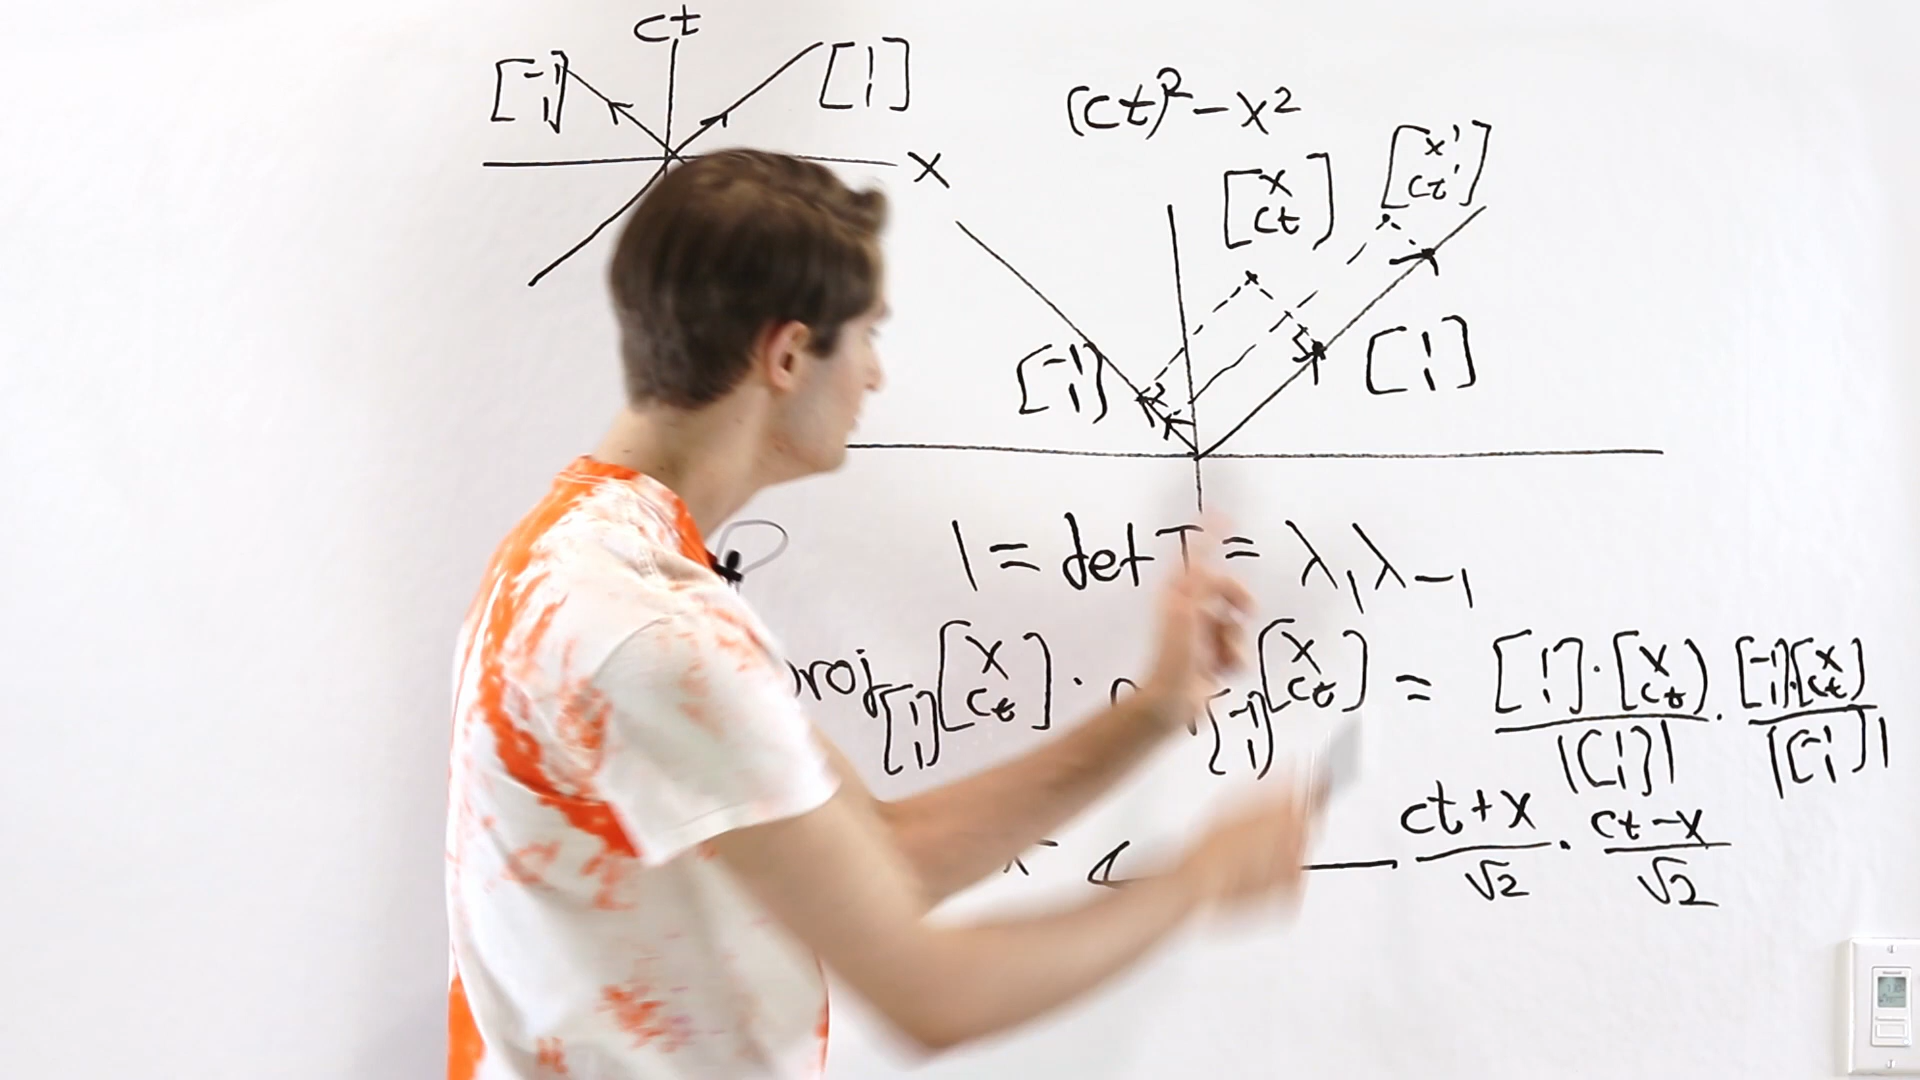 ct
[-1 1]
[1 1]
x
(ct)² - x²
[x ct]
[x' ct']
[-1 1]
[1 1]
1 = det T = λ₁λ₋₁
roj[1 1] [x ct] · [-1 1] [x ct] = [1 1]·[x ct] / |[1 1]| · [-1 1]·[x ct] / |[-1 1]|
ct+x / √2 · ct-x / √2